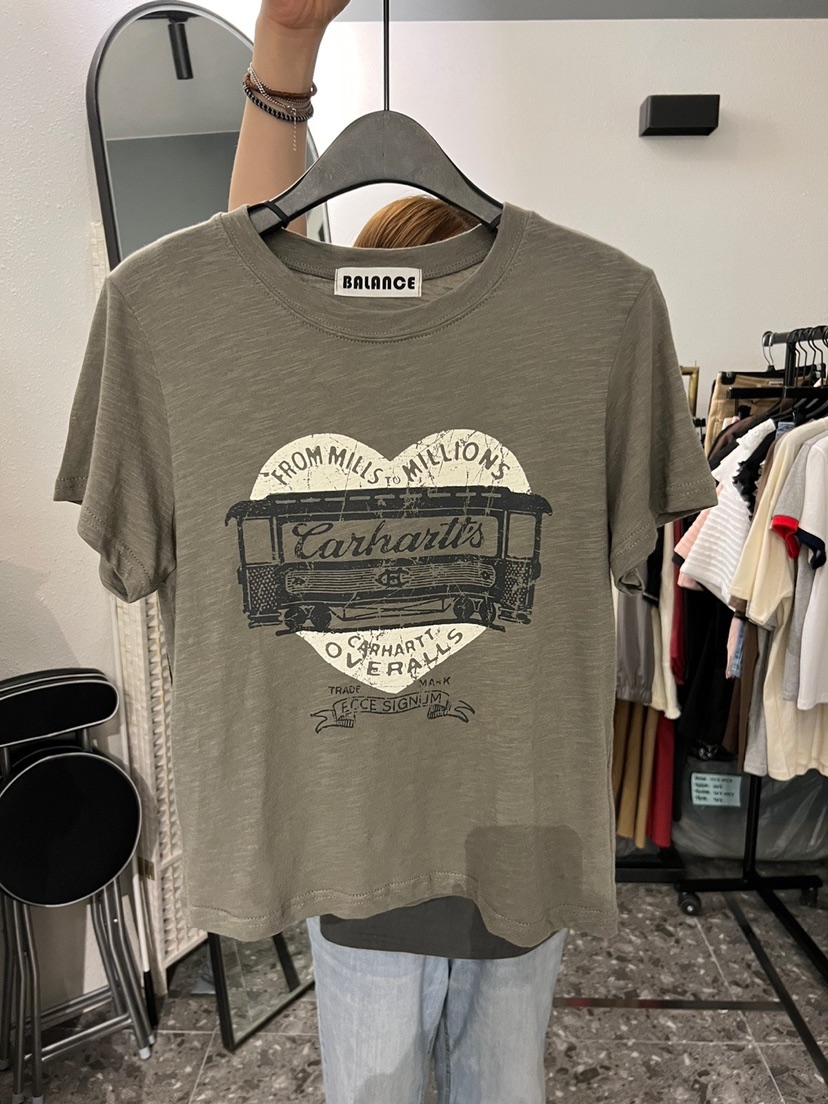 BALANCE
FROM MILLS TO MILLIONS
Carhartt's
CARHARTT
OVERALLS
TRADE MARK
ECCE SIGNUM